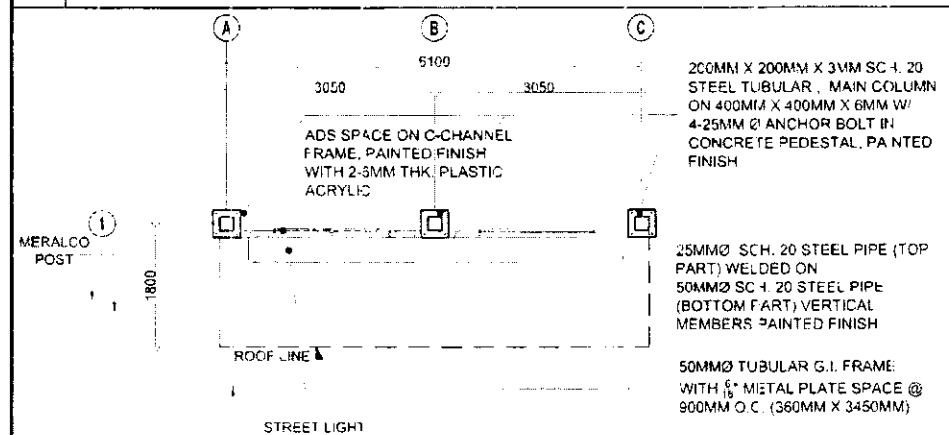 A
B
C
6100
3050
3050
200MM X 200MM X 3MM SCH. 20
STEEL TUBULAR , MAIN COLUMN
ON 400MM X 400MM X 6MM W/
4-25MM Ø ANCHOR BOLT IN
CONCRETE PEDESTAL, PAINTED
FINISH
ADS SPACE ON C-CHANNEL
FRAME, PAINTED FINISH
WITH 2-6MM THK. PLASTIC
ACRYLIC
1
MERALCO
POST
1800
25MMØ SCH. 20 STEEL PIPE (TOP
PART) WELDED ON
50MMØ SCH. 20 STEEL PIPE
(BOTTOM PART) VERTICAL
MEMBERS PAINTED FINISH
ROOF LINE
50MMØ TUBULAR G.I. FRAME
WITH METAL PLATE SPACE @
900MM O.C. (360MM X 3450MM)
STREET LIGHT